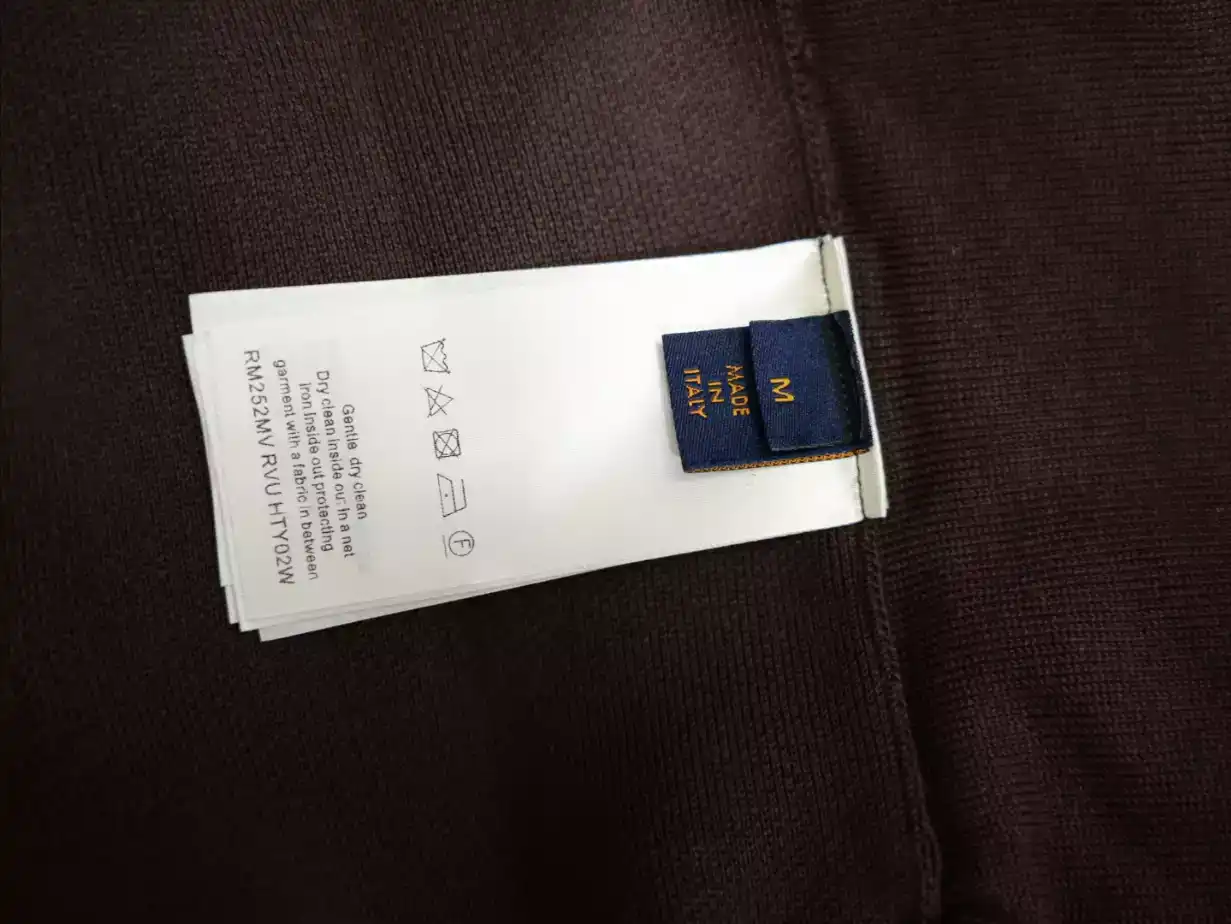 M
MADE
IN
ITALY
F
Gentle dry clean
Dry clean inside out in a net
iron inside out protecting
garment with a fabric in between
RM252MV RVU HTY02W